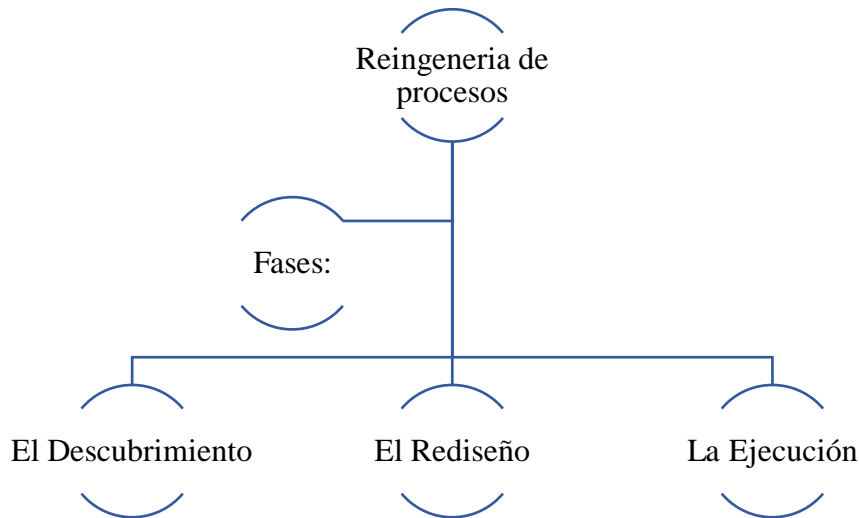 Reingeneria de
procesos
Fases:
El Descubrimiento
El Rediseño
La Ejecución